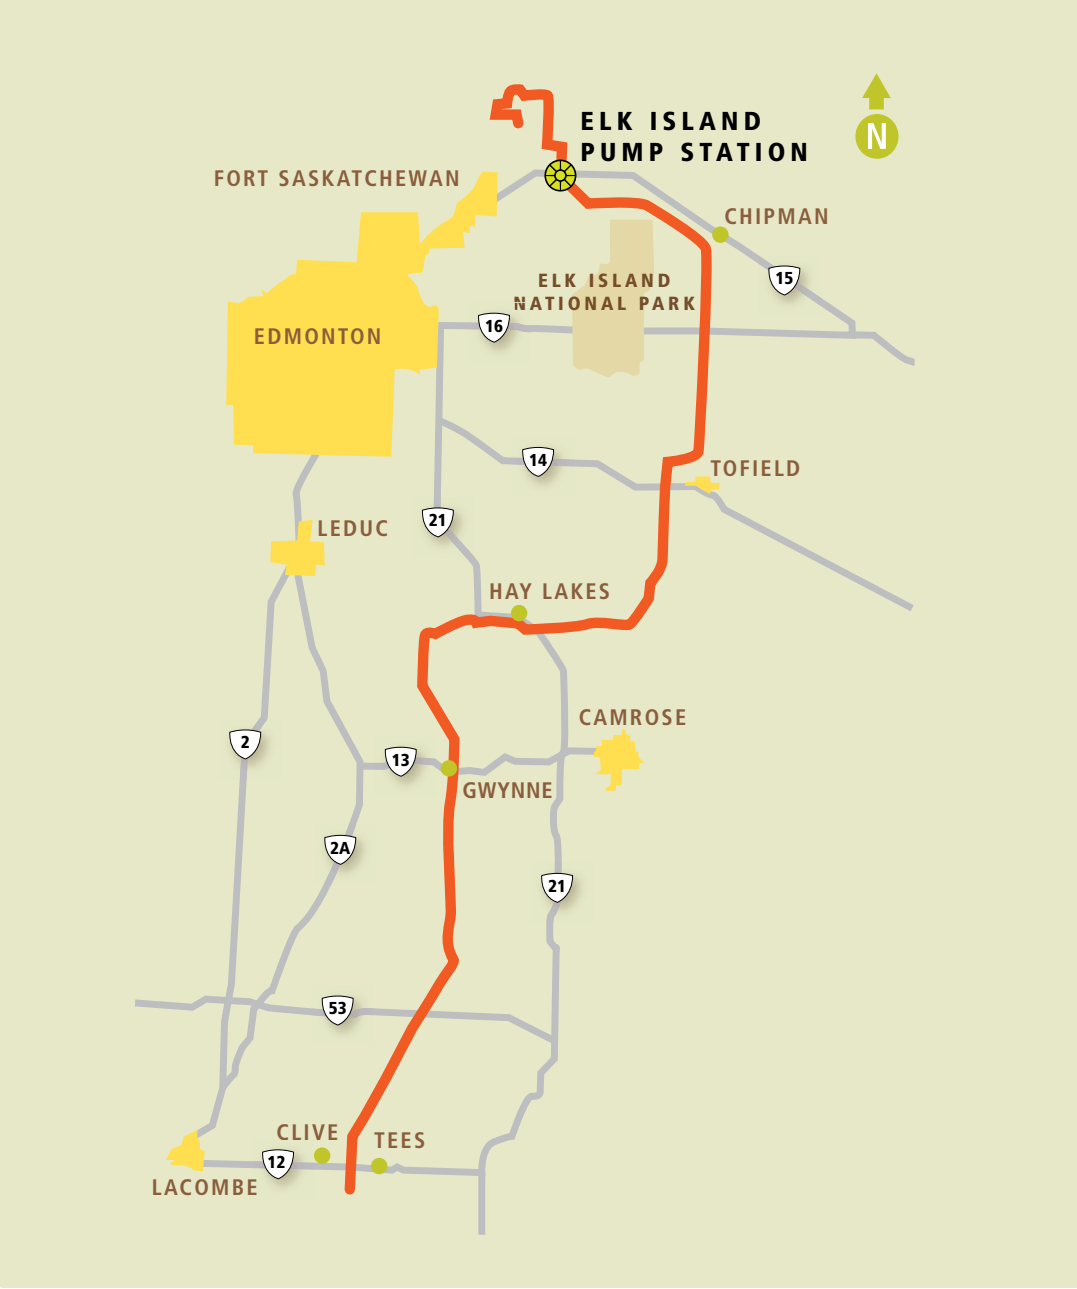 ELK ISLAND
PUMP STATION
N
FORT SASKATCHEWAN
CHIPMAN
15
ELK ISLAND
NATIONAL PARK
16
EDMONTON
14
TOFIELD
21
LEDUC
HAY LAKES
CAMROSE
2
13
GWYNNE
2A
21
53
CLIVE
TEES
12
LACOMBE